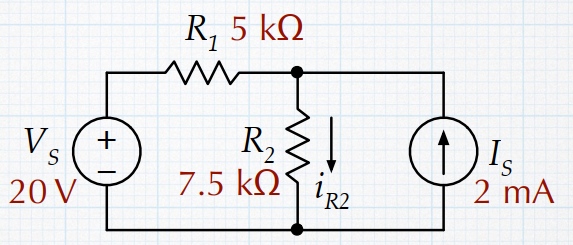 R1 5 kΩ
VS
20 V
+
−
R2
7.5 kΩ
iR2
IS
2 mA